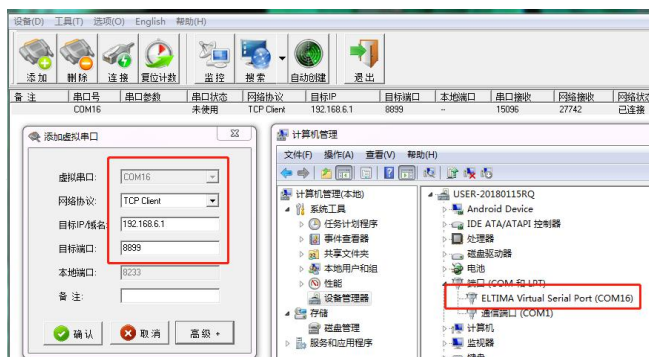 设备(D) 工具(T) 选项(O) English 帮助(H)
添加 删除 连接 复位计数 监控 搜索 自动创建 退出
备注 串口号 串口参数 串口状态 网络协议 目标IP 目标端口 本地端口 串口接收 网络接收 网络状态
COM16 未使用 TCP Client 192.168.6.1 8899 -- 15096 27742 已连接
添加虚拟串口
虚拟串口: COM16
网络协议: TCP Client
目标IP/域名: 192.168.6.1
目标端口: 8899
本地端口: 8233
备 注:
确认 取消 高级
计算机管理
文件(F) 操作(A) 查看(V) 帮助(H)
计算机管理(本地)
系统工具
任务计划程序
事件查看器
共享文件夹
本地用户和组
性能
设备管理器
存储
磁盘管理
服务和应用程序
USER-20180115RQ
Android Device
IDE ATA/ATAPI 控制器
处理器
磁盘驱动器
电池
端口 (COM 和 LPT)
ELTIMA Virtual Serial Port (COM16)
通信端口 (COM1)
计算机
监视器